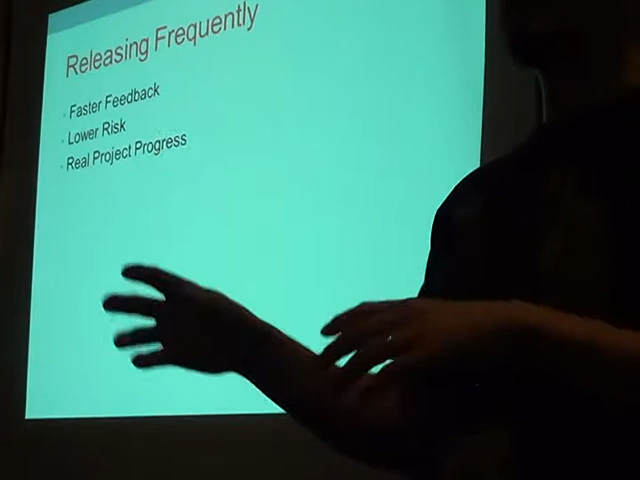 Releasing Frequently
Faster Feedback
Lower Risk
Real Project Progress